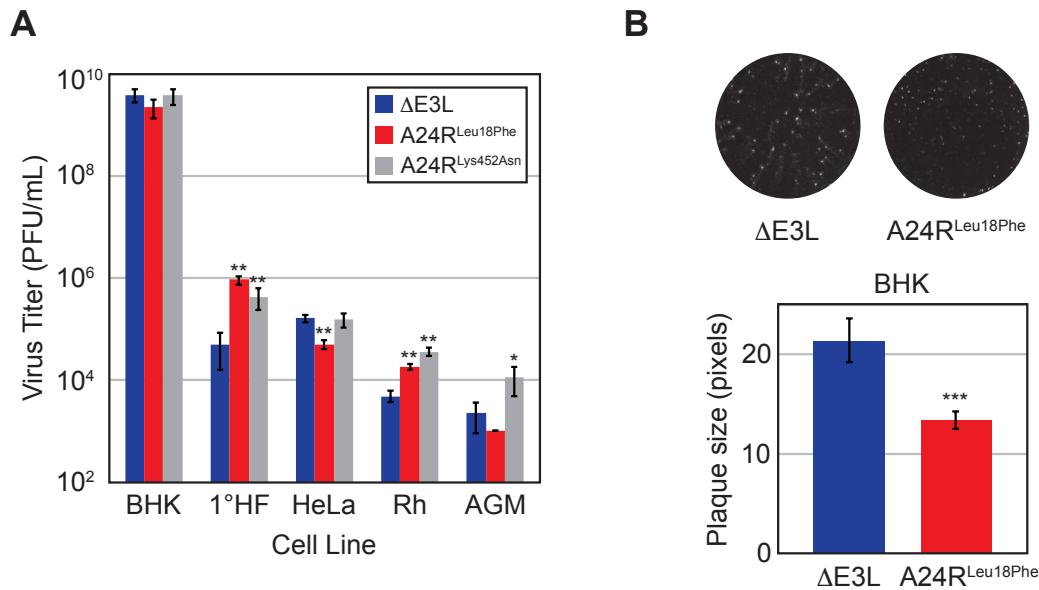 A
Virus Titer (PFU/mL)
10^10
10^8
10^6
10^4
10^2
ΔE3L
A24R^Leu18Phe
A24R^Lys452Asn
**
**
**
**
**
*
BHK 1°HF HeLa Rh AGM
Cell Line
B
ΔE3L A24R^Leu18Phe
BHK
Plaque size (pixels)
20
10
0
***
ΔE3L A24R^Leu18Phe